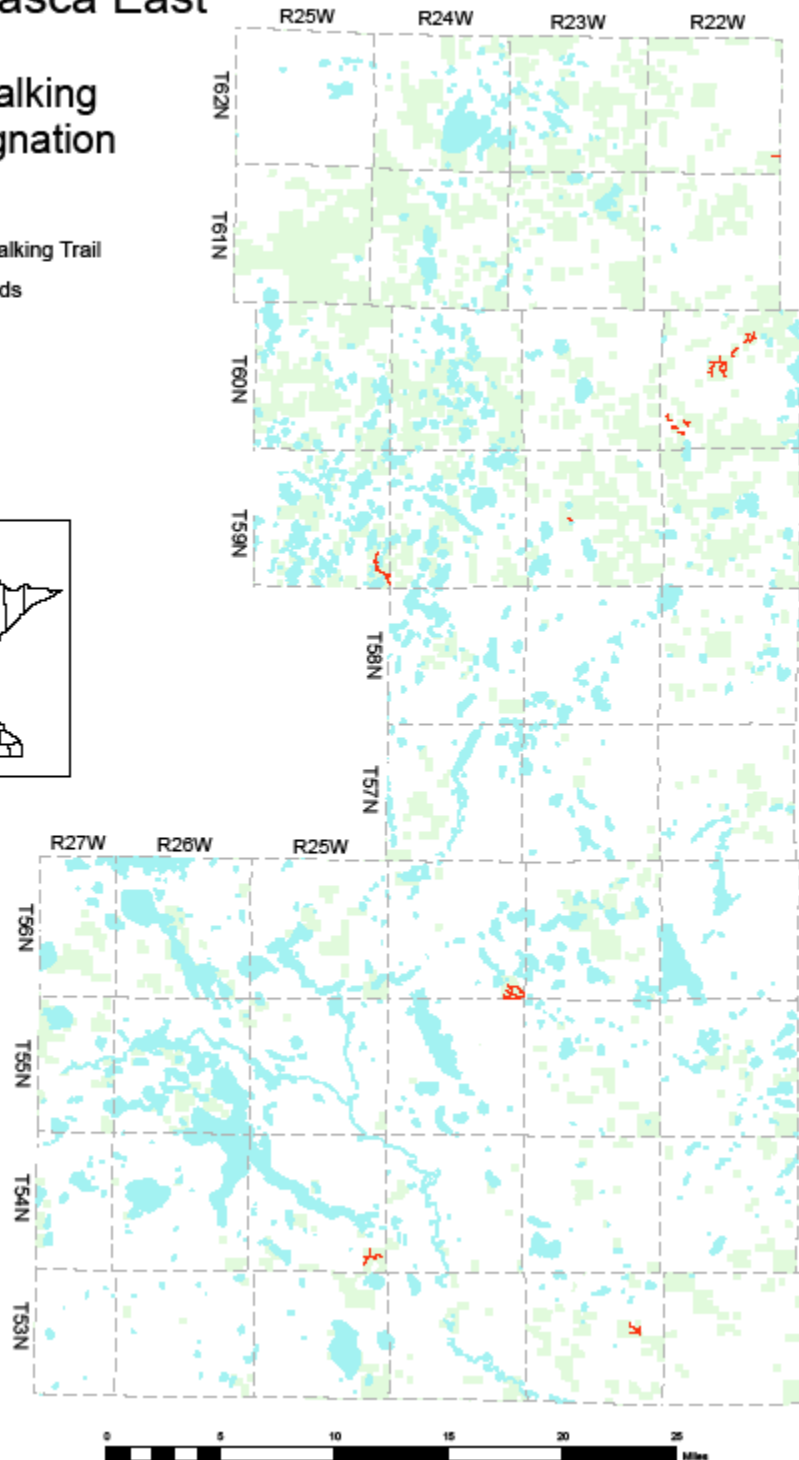 asca East
R25W R24W R23W R22W
alking
gnation
T62N
alking Trail
T61N
ds
T60N
T59N
T58N
T57N
R27W R26W R25W
T56N
T55N
T54N
T53N
0 5 10 15 20 25
Miles